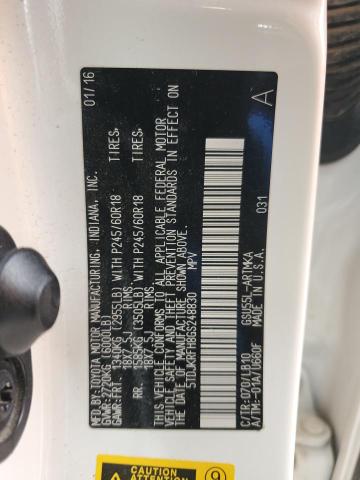 MFD. BY:TOYOTA MOTOR MANUFACTURING, INDIANA, INC. 01/16
GVWR:2720KG (6000LB)
GAWR:FRT. 1340KG (2955LB) WITH P245/60R18 TIRES,
18X7.5J RIMS,
RR. 1585KG (3505LB) WITH P245/60R18 TIRES,
18X7.5J RIMS,
THIS VEHICLE CONFORMS TO ALL APPLICABLE FEDERAL MOTOR
VEHICLE SAFETY AND THEFT PREVENTION STANDARDS IN EFFECT ON
THE DATE OF MANUFACTURE SHOWN ABOVE.
5TDJKRFH8GS248830 MPV
A
031
C/TR:070/LB10 GSU55L-ARTMKA
A/TM:-C1A/U660F MADE IN U.S.A.
CAUTION